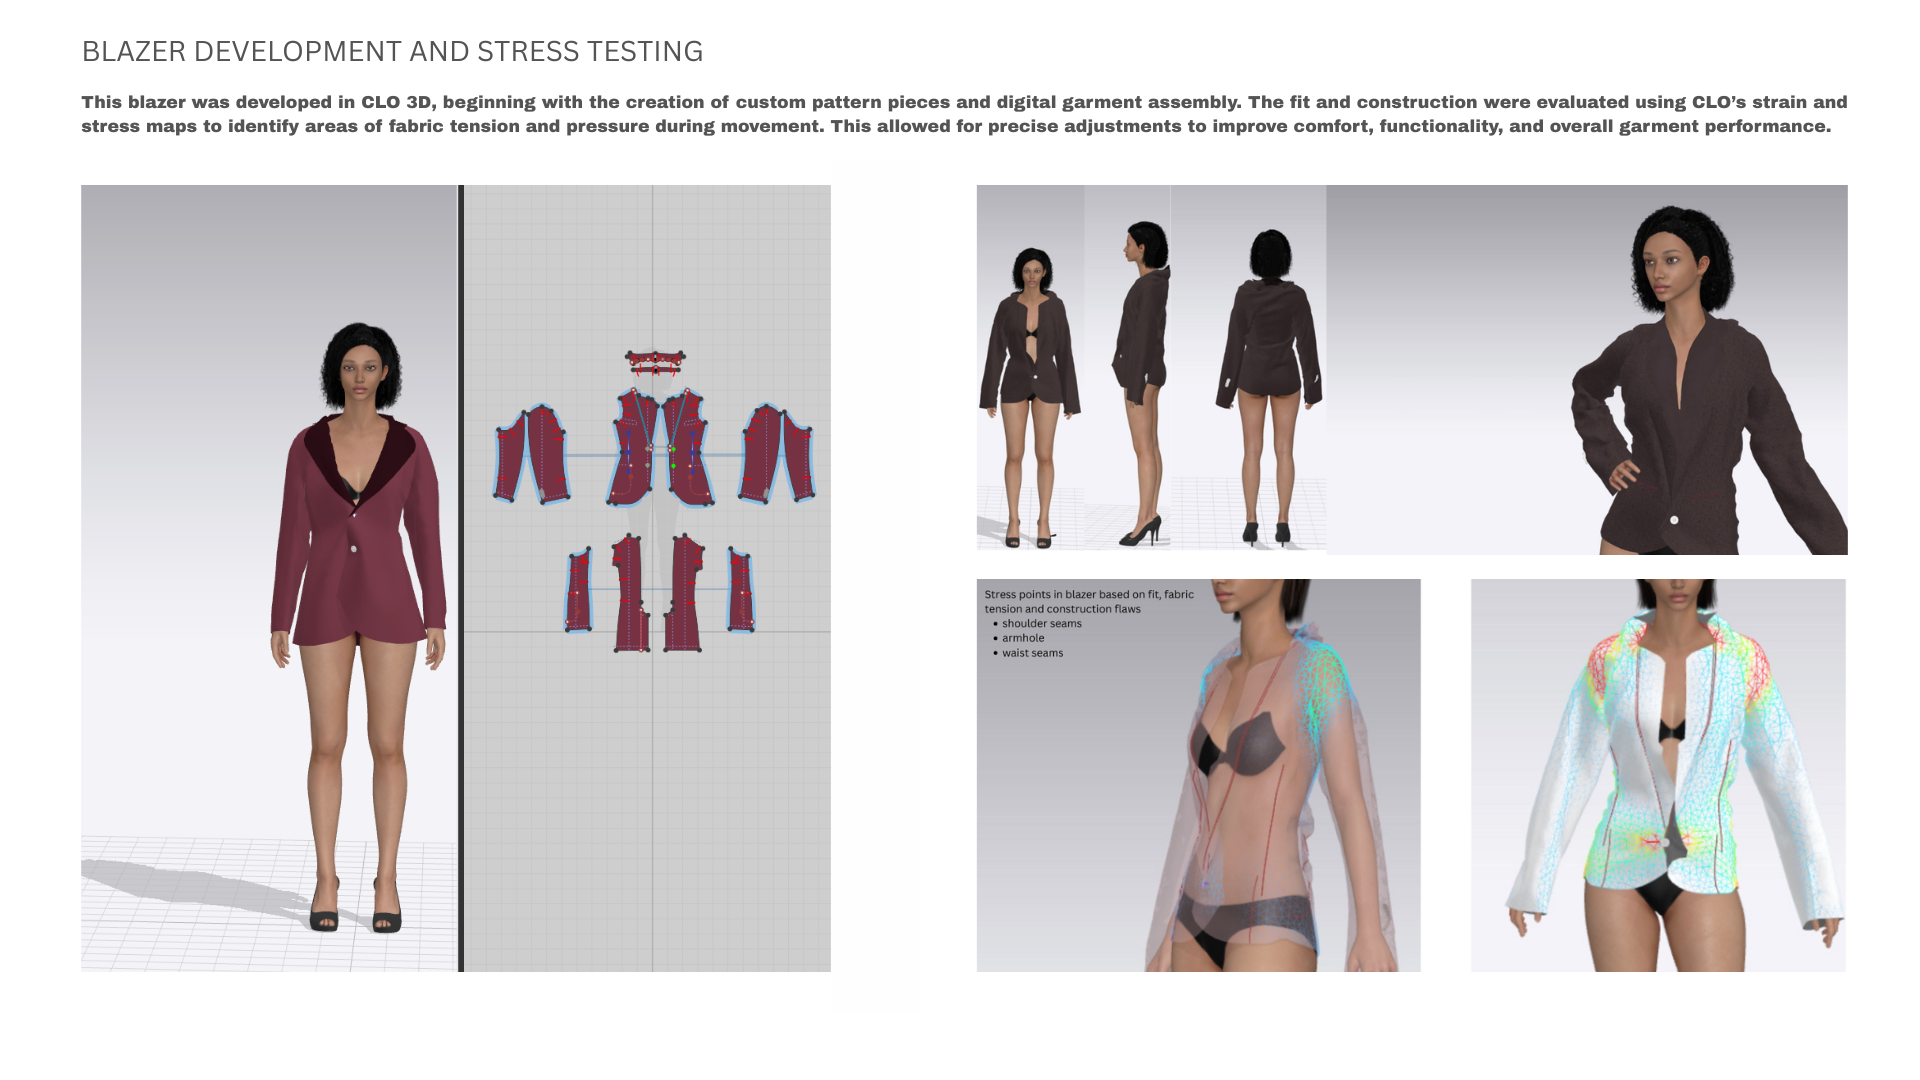 BLAZER DEVELOPMENT AND STRESS TESTING
This blazer was developed in CLO 3D, beginning with the creation of custom pattern pieces and digital garment assembly. The fit and construction were evaluated using CLO’s strain and
stress maps to identify areas of fabric tension and pressure during movement. This allowed for precise adjustments to improve comfort, functionality, and overall garment performance.
Stress points in blazer based on fit, fabric
tension and construction flaws
• shoulder seams
• armhole
• waist seams